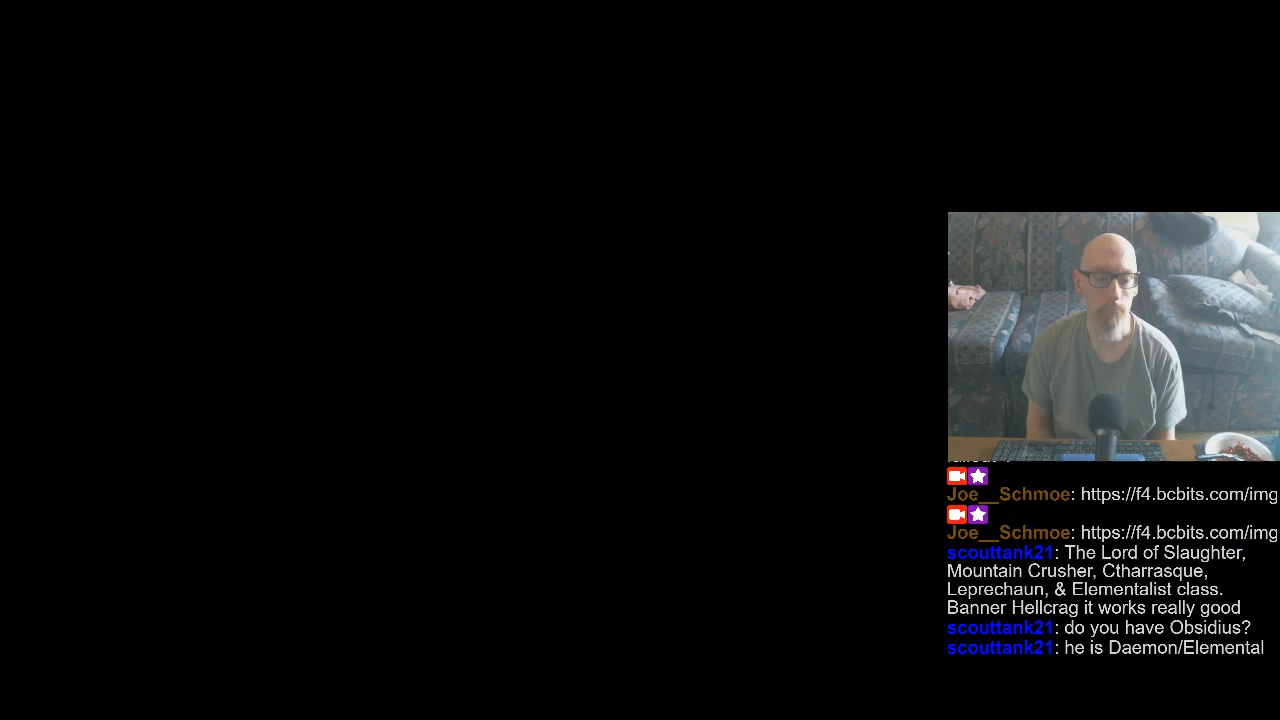 Joe__Schmoe: https://f4.bcbits.com/img
Joe__Schmoe: https://f4.bcbits.com/img
scouttank21: The Lord of Slaughter,
Mountain Crusher, Ctharrasque,
Leprechaun, & Elementalist class.
Banner Hellcrag it works really good
scouttank21: do you have Obsidius?
scouttank21: he is Daemon/Elemental